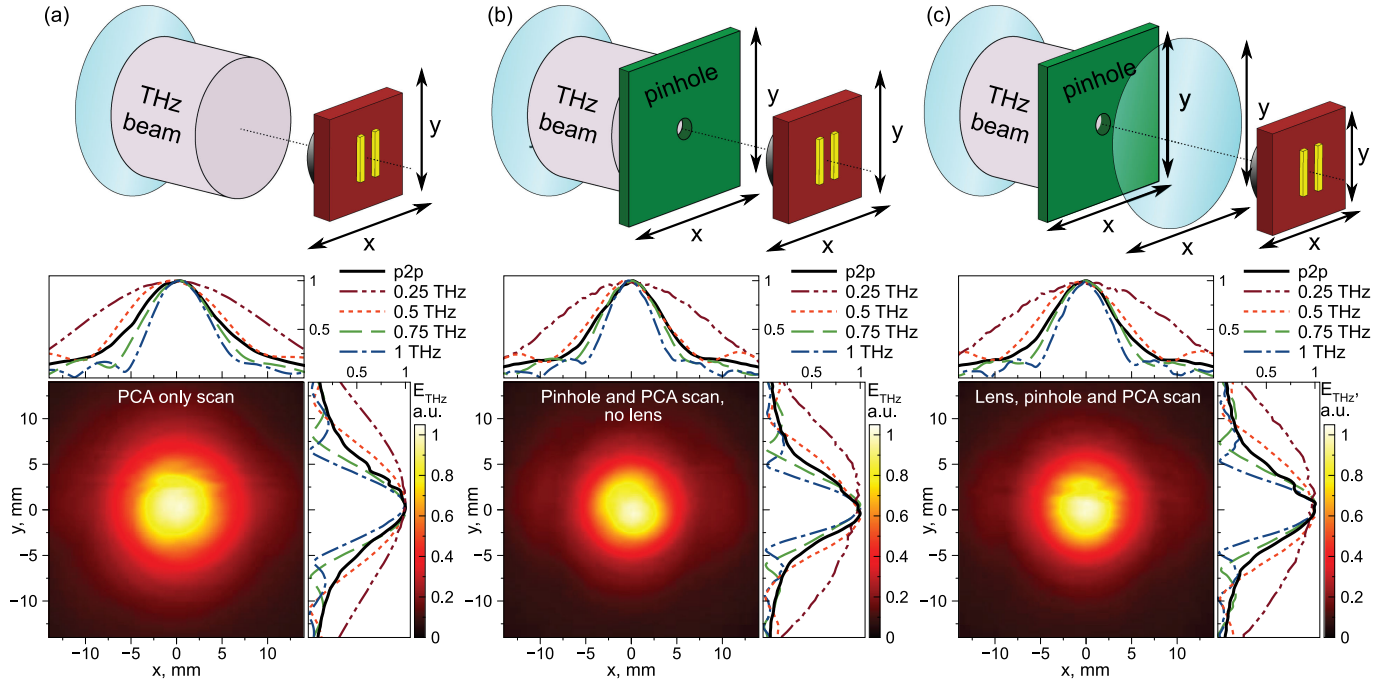 (a)
THz
beam
y
x
(b)
THz
beam
pinhole
y
y
x
(c)
THz
beam
pinhole
y
y
y
x
x
x
p2p
0.25 THz
0.5 THz
0.75 THz
1 THz
1
0.5
0.5 1
PCA only scan
E_THz
a.u.
1
0.8
0.6
0.4
0.2
0
10
5
0
−5
−10
y, mm
−10 −5 0 5 10
x, mm
p2p
0.25 THz
0.5 THz
0.75 THz
1 THz
1
0.5
0.5 1
Pinhole and PCA scan,
no lens
E_THz
a.u.
1
0.8
0.6
0.4
0.2
0
10
5
0
−5
−10
y, mm
−10 −5 0 5 10
x, mm
p2p
0.25 THz
0.5 THz
0.75 THz
1 THz
1
0.5
0.5 1
Lens, pinhole and PCA scan
E_THz,
a.u.
1
0.8
0.6
0.4
0.2
0
10
5
0
−5
−10
y, mm
−10 −5 0 5 10
x, mm